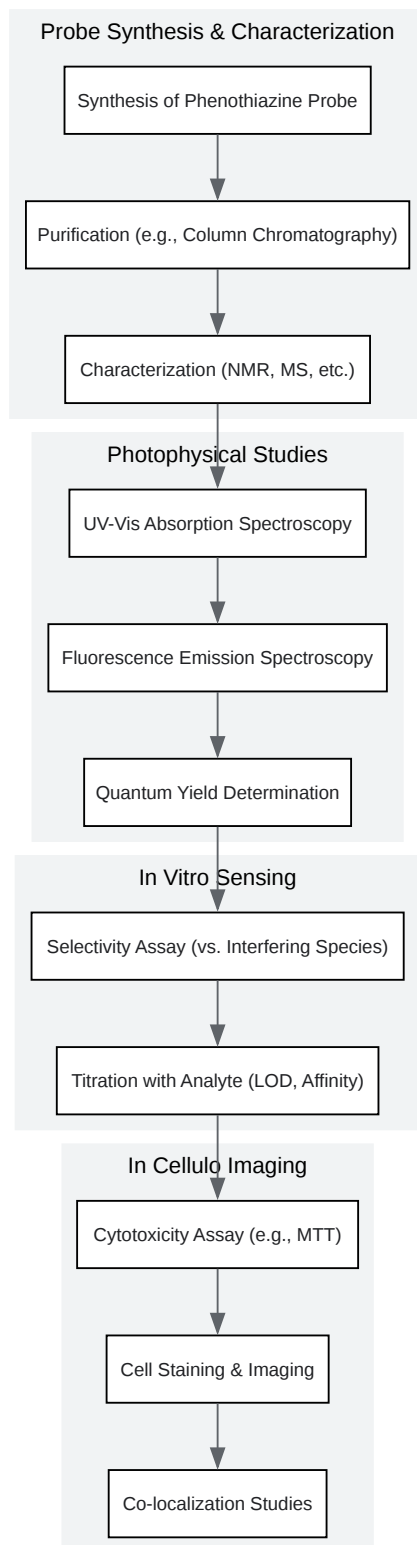 Probe Synthesis & Characterization
Synthesis of Phenothiazine Probe
Purification (e.g., Column Chromatography)
Characterization (NMR, MS, etc.)
Photophysical Studies
UV-Vis Absorption Spectroscopy
Fluorescence Emission Spectroscopy
Quantum Yield Determination
In Vitro Sensing
Selectivity Assay (vs. Interfering Species)
Titration with Analyte (LOD, Affinity)
In Cellulo Imaging
Cytotoxicity Assay (e.g., MTT)
Cell Staining & Imaging
Co-localization Studies